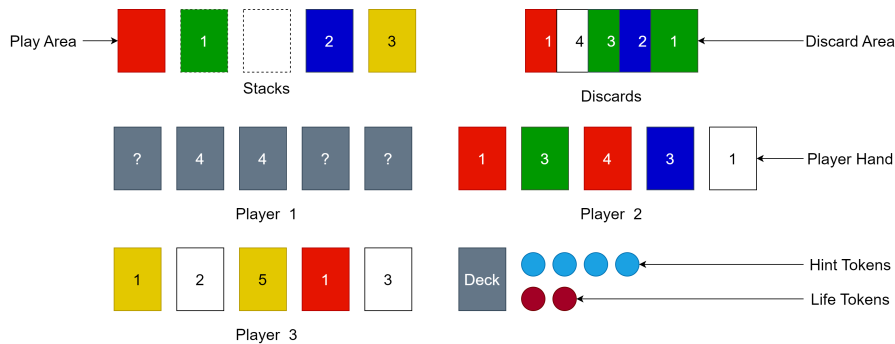 Play Area
1
2
3
Stacks
1
4
3
2
1
Discards
Discard Area
?
4
4
?
?
Player 1
1
3
4
3
1
Player 2
Player Hand
1
2
5
1
3
Player 3
Deck
Hint Tokens
Life Tokens